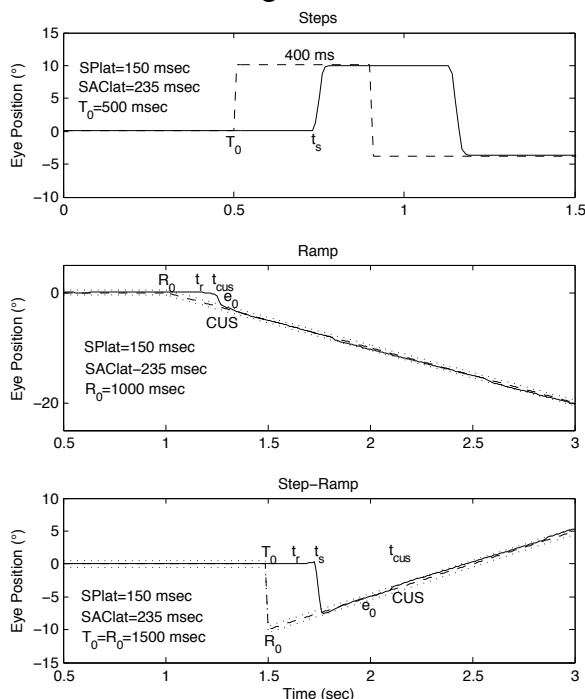 Steps
Eye Position (°)
15
10
5
0
−5
−10
SPlat=150 msec
SAClat=235 msec
T0=500 msec
400 ms
T0
ts
0
0.5
1
1.5
Ramp
Eye Position (°)
0
−20
R0
tr
tcus
e0
CUS
SPlat=150 msec
SAClat−235 msec
R0=1000 msec
0.5
1
1.5
2
2.5
3
Step−Ramp
Eye Position (°)
10
5
0
−5
−10
−15
T0
tr
ts
tcus
CUS
e0
R0
SPlat=150 msec
SAClat=235 msec
T0=R0=1500 msec
0.5
1
1.5
2
2.5
3
Time (sec)